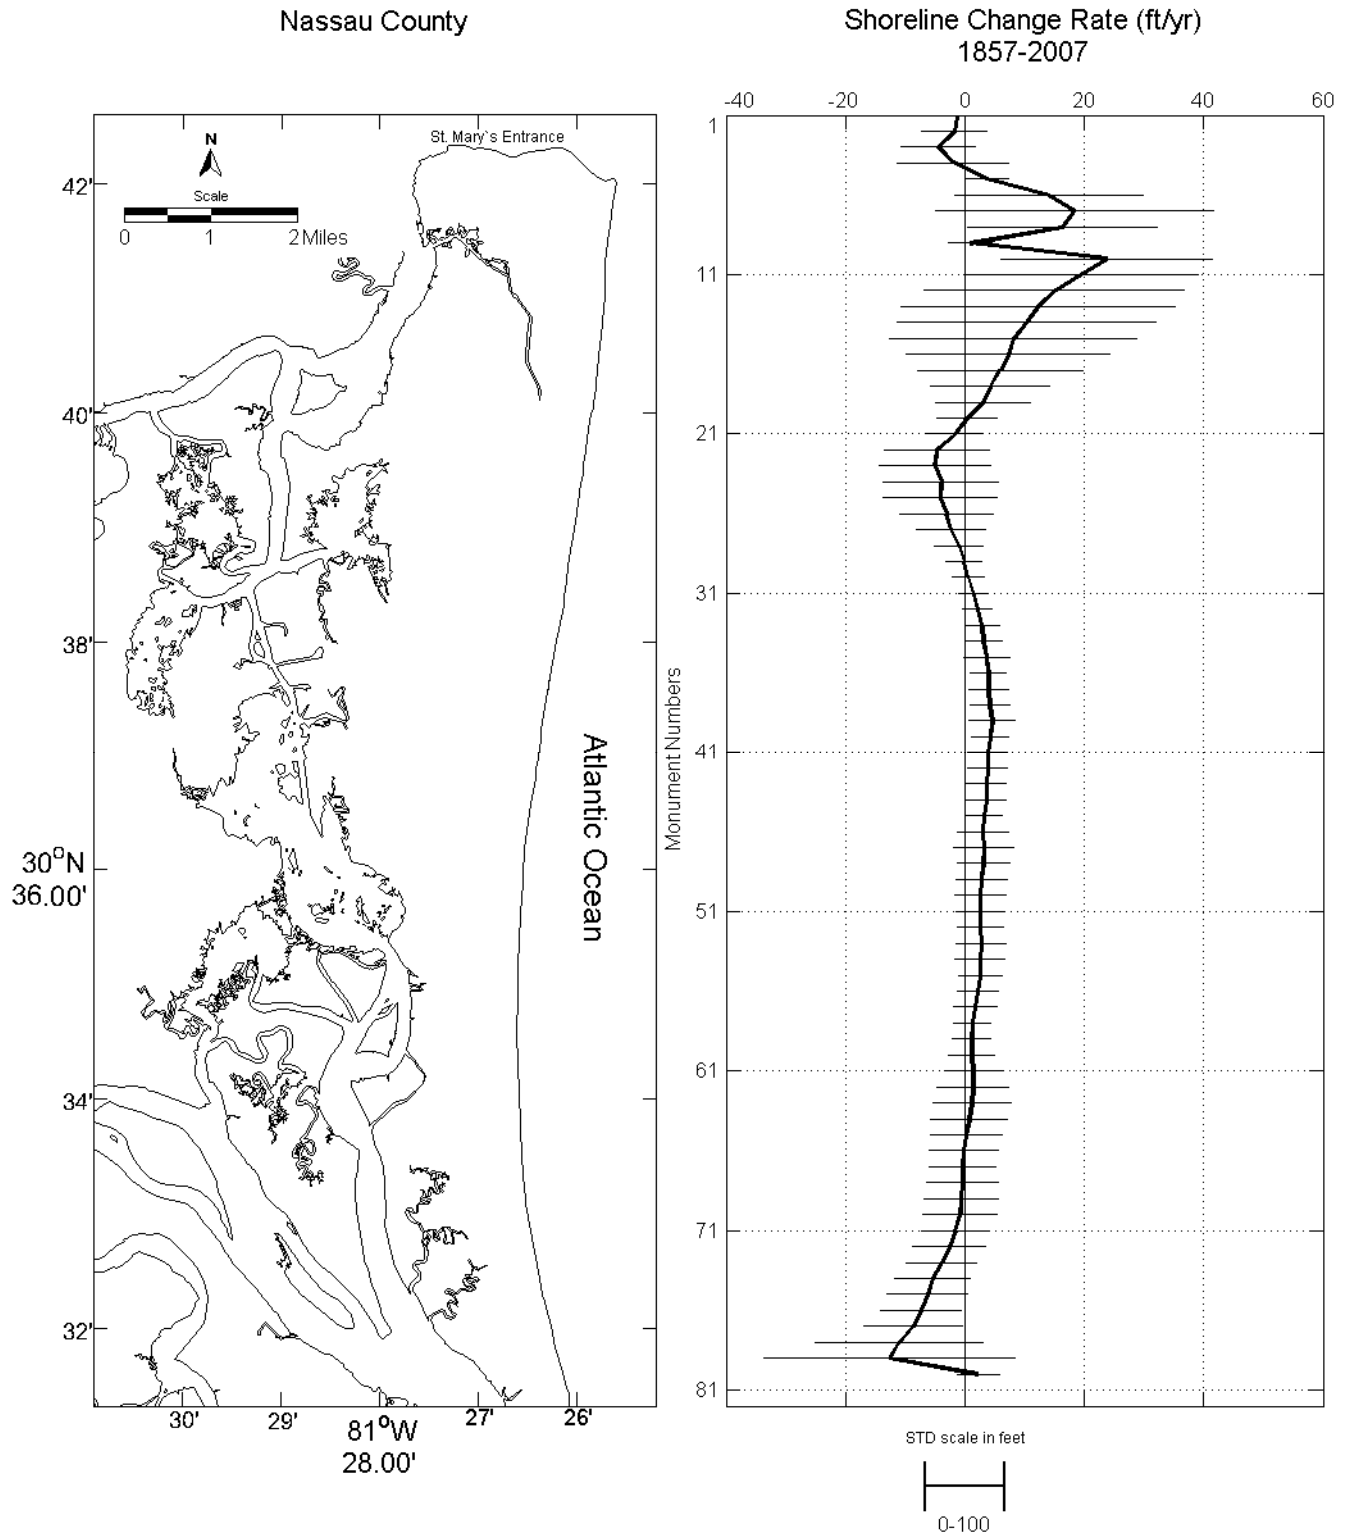 Nassau County
Shoreline Change Rate (ft/yr)
1857-2007
-40 -20 0 20 40 60
St. Mary`s Entrance
N
Scale
0 1 2 Miles
42'
40'
38'
30°N
36.00'
34'
32'
30' 29' 27' 26'
81°W
28.00'
Atlantic Ocean
Monument Numbers
1
11
21
31
41
51
61
71
81
STD scale in feet
0-100